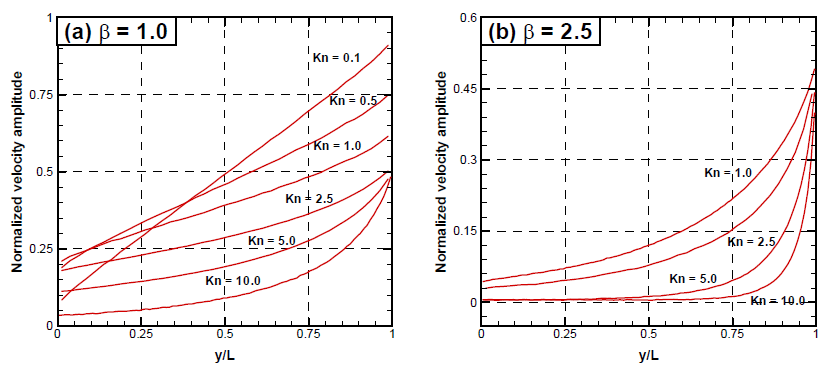 (a) β = 1.0
Normalized velocity amplitude
1
0.75
0.5
0.25
0
0
0.25
0.5
0.75
1
y/L
Kn = 0.1
Kn = 0.5
Kn = 1.0
Kn = 2.5
Kn = 5.0
Kn = 10.0
(b) β = 2.5
Normalized velocity amplitude
0.6
0.45
0.3
0.15
0
0
0.25
0.5
0.75
1
y/L
Kn = 1.0
Kn = 2.5
Kn = 5.0
Kn = 10.0